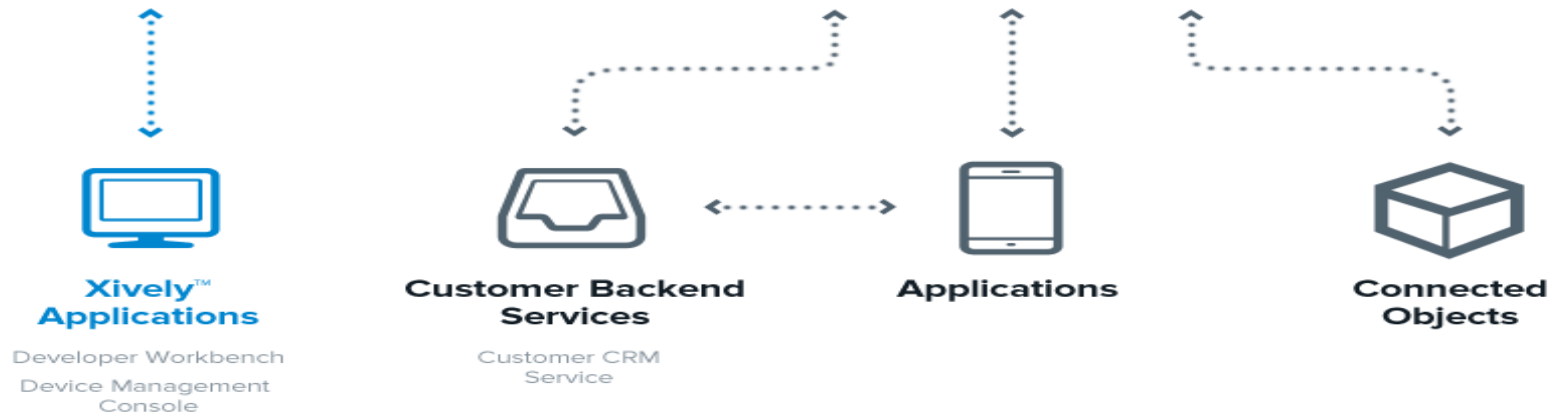 Xively™
Applications
Developer Workbench
Device Management
Console
Customer Backend
Services
Customer CRM
Service
Applications
Connected
Objects